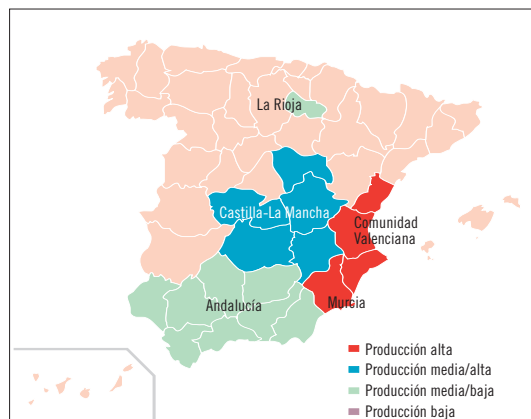 La Rioja
Castilla-La Mancha
Comunidad
Valenciana
Andalucía
Murcia
Producción alta
Producción media/alta
Producción media/baja
Producción baja